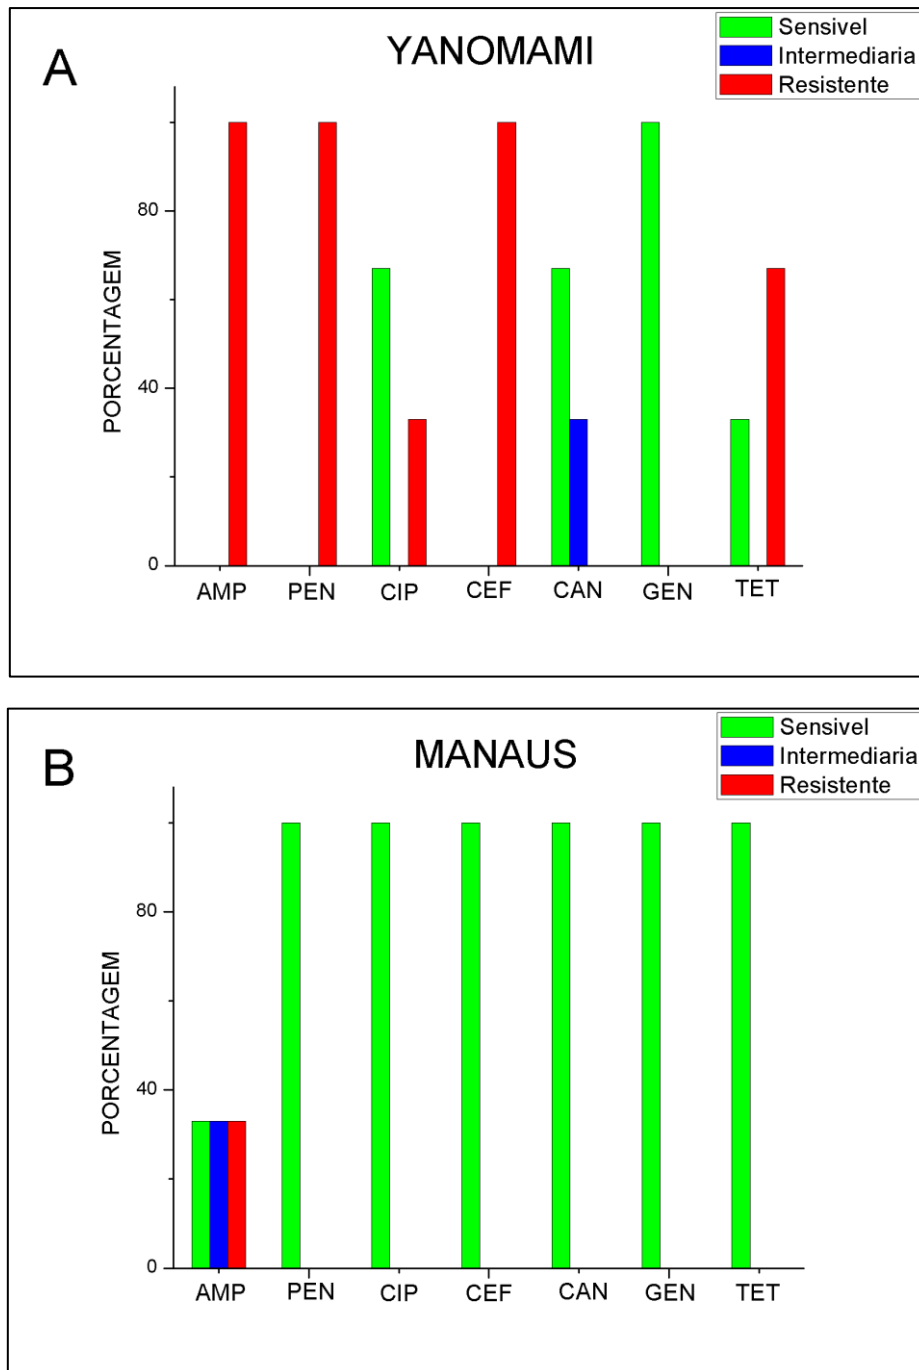 A
YANOMAMI
Sensivel
Intermediaria
Resistente
PORCENTAGEM
80
40
0
AMP PEN CIP CEF CAN GEN TET
B
MANAUS
Sensivel
Intermediaria
Resistente
PORCENTAGEM
80
40
0
AMP PEN CIP CEF CAN GEN TET